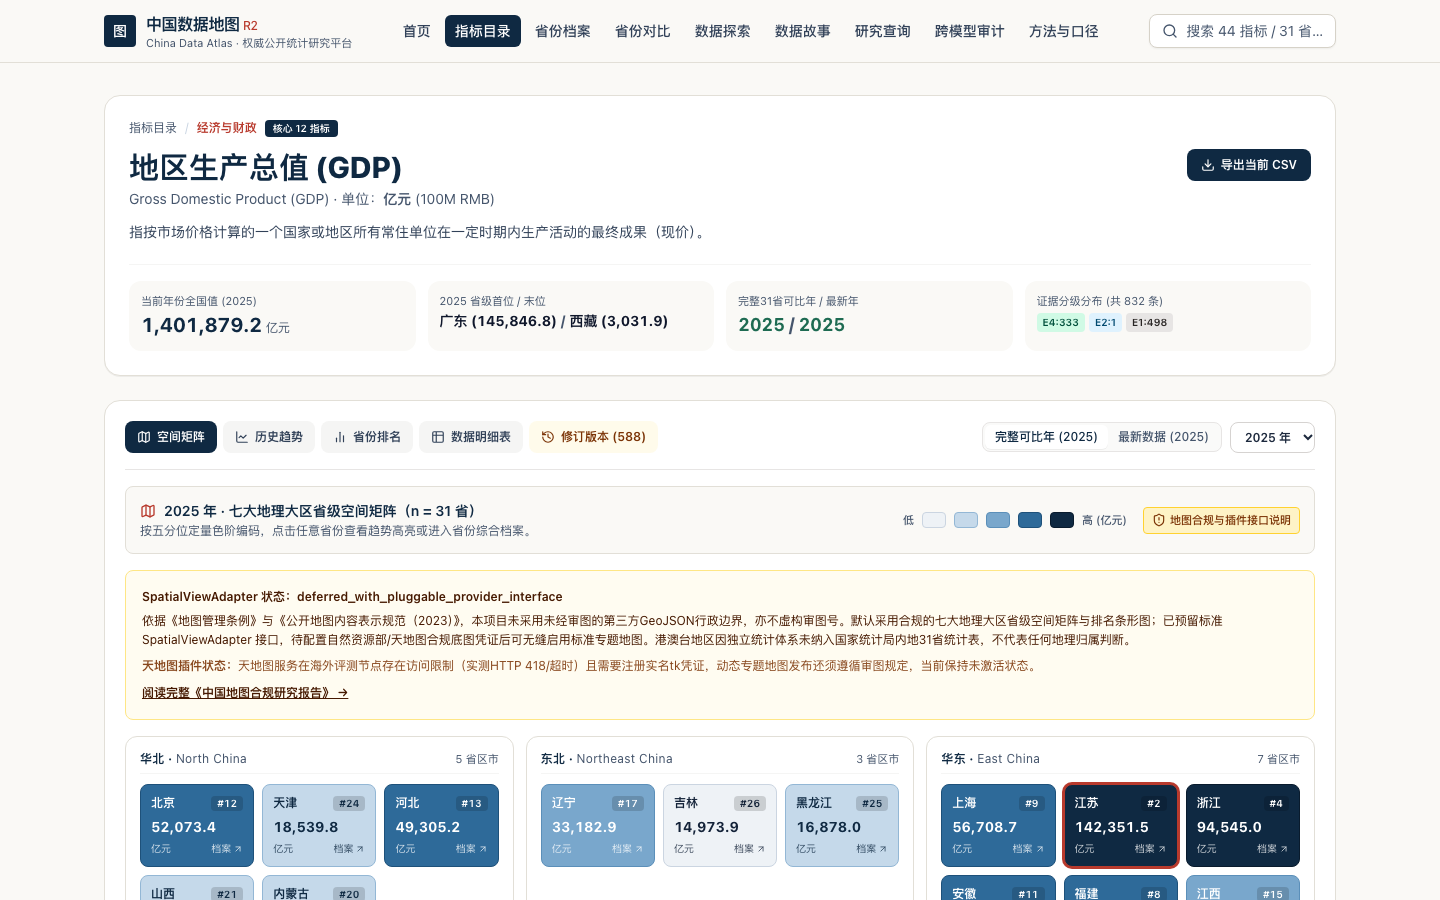 图
中国数据地图 R2
China Data Atlas · 权威公开统计研究平台
首页
指标目录
省份档案
省份对比
数据探索
数据故事
研究查询
跨模型审计
方法与口径
搜索 44 指标 / 31 省...
指标目录 / 经济与财政 核心 12 指标
地区生产总值 (GDP)
导出当前 CSV
Gross Domestic Product (GDP) · 单位：亿元 (100M RMB)
指按市场价格计算的一个国家或地区所有常住单位在一定时期内生产活动的最终成果（现价）。
当前年份全国值 (2025)
1,401,879.2 亿元
2025 省级首位 / 末位
广东 (145,846.8) / 西藏 (3,031.9)
完整31省可比年 / 最新年
2025 / 2025
证据分级分布 (共 832 条)
E4:333 E2:1 E1:498
空间矩阵
历史趋势
省份排名
数据明细表
修订版本 (588)
完整可比年 (2025)
最新数据 (2025)
2025 年
2025 年 · 七大地理大区省级空间矩阵（n = 31 省）
按五分位定量色阶编码，点击任意省份查看趋势高亮或进入省份综合档案。
低
高 (亿元)
地图合规与插件接口说明
SpatialViewAdapter 状态：deferred_with_pluggable_provider_interface
依据《地图管理条例》与《公开地图内容表示规范（2023）》，本项目未采用未经审图的第三方GeoJSON行政边界，亦不虚构审图号。默认采用合规的七大地理大区省级空间矩阵与排名条形图；已预留标准
SpatialViewAdapter 接口，待配置自然资源部/天地图合规底图凭证后可无缝启用标准专题地图。港澳台地区因独立统计体系未纳入国家统计局内地31省统计表，不代表任何地理归属判断。
天地图插件状态：天地图服务在海外评测节点存在访问限制（实测HTTP 418/超时）且需要注册实名tk凭证，动态专题地图发布还须遵循审图规定，当前保持未激活状态。
阅读完整《中国地图合规研究报告》 →
华北 · North China
5 省区市
北京 #12
52,073.4
亿元 档案 ↗
天津 #24
18,539.8
亿元 档案 ↗
河北 #13
49,305.2
亿元 档案 ↗
山西 #21
内蒙古 #20
东北 · Northeast China
3 省区市
辽宁 #17
33,182.9
亿元 档案 ↗
吉林 #26
14,973.9
亿元 档案 ↗
黑龙江 #25
16,878.0
亿元 档案 ↗
华东 · East China
7 省区市
上海 #9
56,708.7
亿元 档案 ↗
江苏 #2
142,351.5
亿元 档案 ↗
浙江 #4
94,545.0
亿元 档案 ↗
安徽 #11
福建 #8
江西 #15